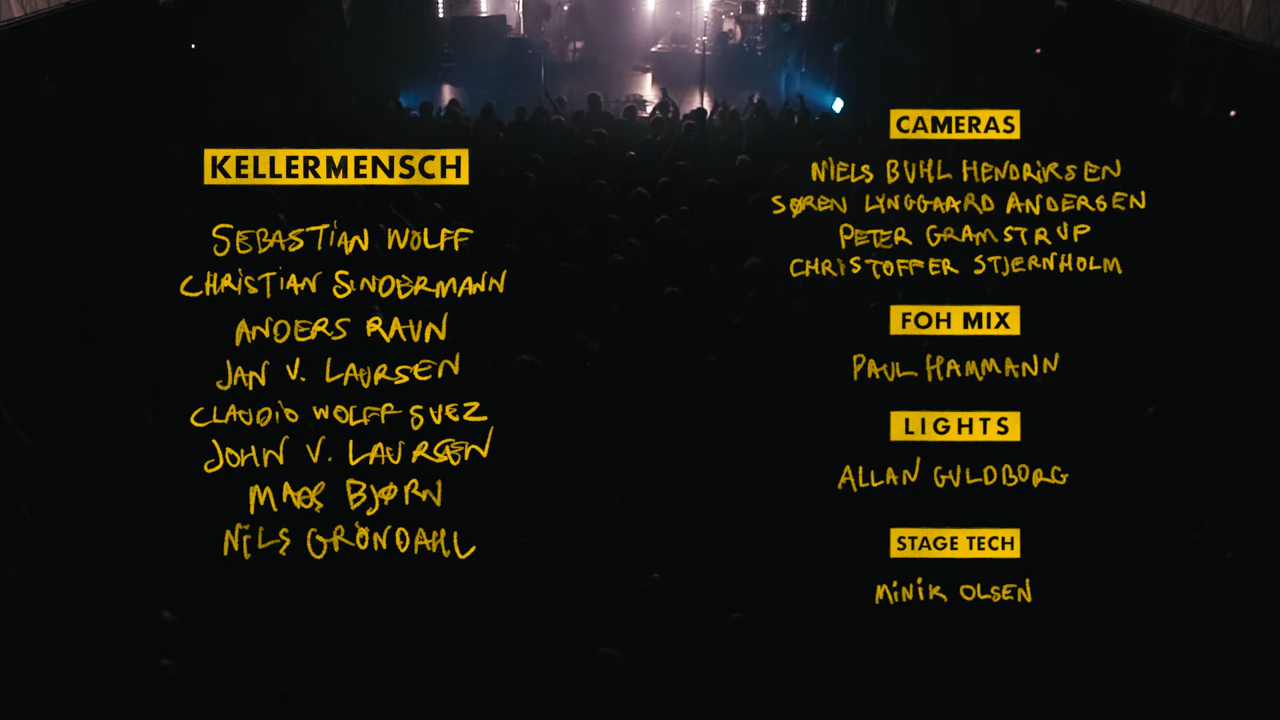 KELLERMENSCH
SEBASTIAN WOLFF
CHRISTIAN SINDERMANN
ANDERS RAVN
JAN V. LAURSEN
CLAUDIO WOLFF SUEZ
JOHN V. LAURSEN
MADS BJØRN
NILS GRÖNDAHL
CAMERAS
NIELS BUHL HENDRIKSEN
SØREN LYNGGAARD ANDERSEN
PETER GRAMSTRUP
CHRISTOFFER STJERNHOLM
FOH MIX
PAUL HAMMANN
LIGHTS
ALLAN GULDBORG
STAGE TECH
MINIK OLSEN